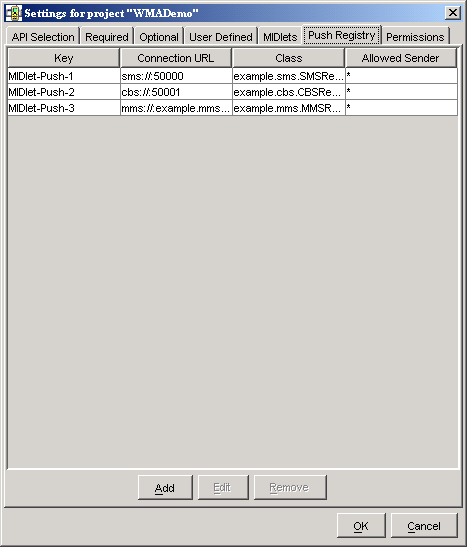 Settings for project "WMADemo"
API Selection Required Optional User Defined MIDlets Push Registry Permissions
Key Connection URL Class Allowed Sender
MIDlet-Push-1 sms://:50000 example.sms.SMSRe... *
MIDlet-Push-2 cbs://:50001 example.cbs.CBSRe... *
MIDlet-Push-3 mms://:example.mms... example.mms.MMSR... *
Add Edit Remove
OK Cancel